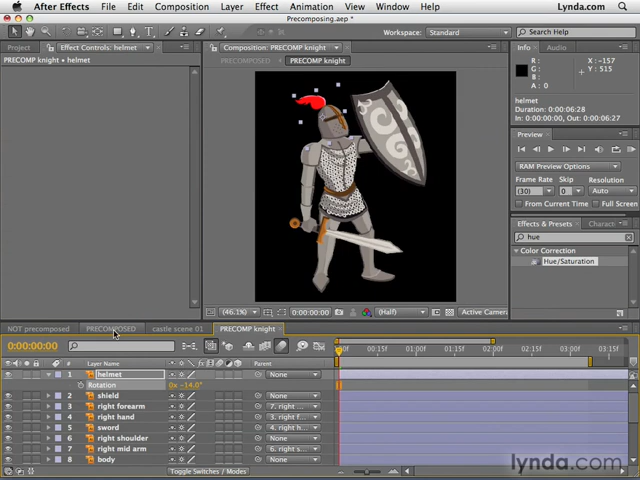 After Effects File Edit Composition Layer Effect Animation View Window Lynda.com
Precomposing.aep *
Workspace: Standard Search Help
Project Effect Controls: helmet Composition: PRECOMP knight Info Audio
PRECOMP knight • helmet PRECOMPOSED PRECOMP knight
R: X: -157
G: Y: 515
B:
A: 0
helmet
Duration: 0:00:06:28
In: 0:00:00:00, Out: 0:00:06:27
Preview
RAM Preview Options
Frame Rate Skip Resolution
(30) 0 Auto
From Current Time Full Screen
Effects & Presets
hue
Color Correction
Hue/Saturation
(46.1%) 0:00:00:00 (Half) Active Camera
NOT precomposed PRECOMPOSED castle scene 01 PRECOMP knight
0:00:00:00
00:15f 01:00f 01:15f 02:00f 02:15f 03:00f
# Layer Name Parent
1 helmet None
Rotation 0x -14.0°
2 shield None
3 right forearm 7. right
4 right hand 3. right f
5 sword 4. right h
6 right shoulder None
7 right mid arm 6. right s
8 body None
Toggle Switches / Modes
lynda.com